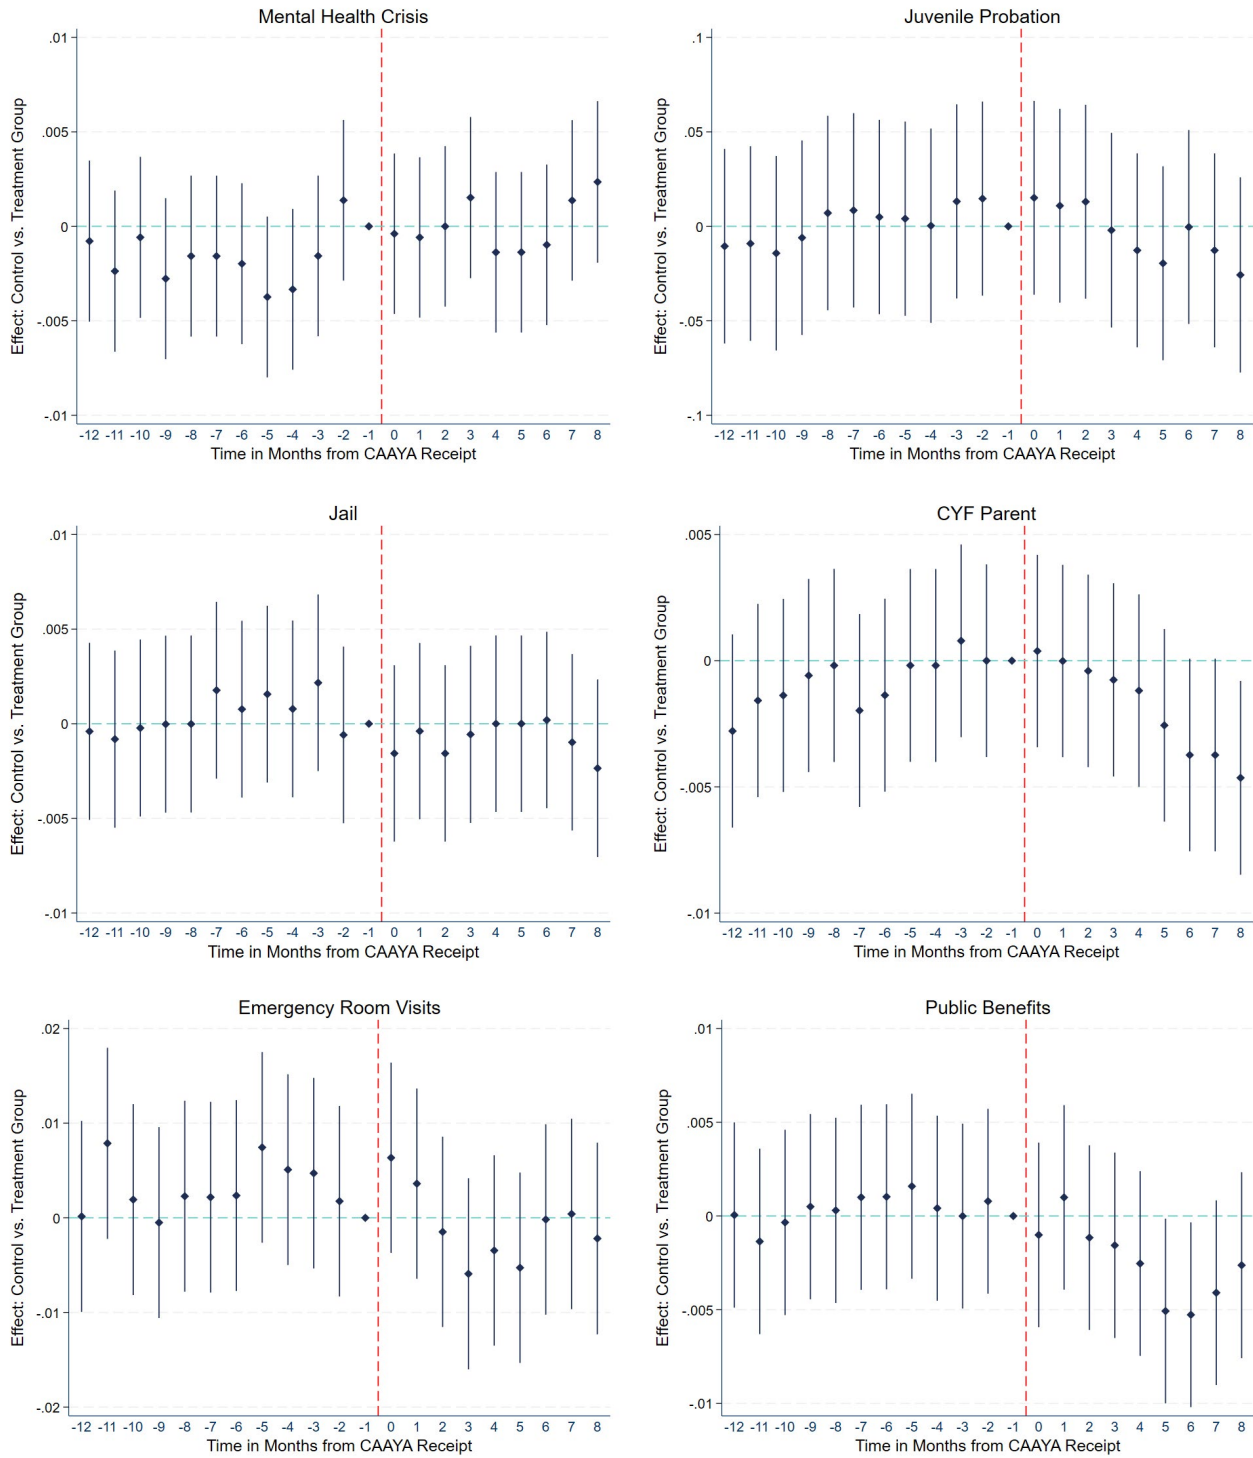 Mental Health Crisis
.01
.005
0
-.005
-.01
Effect: Control vs. Treatment Group
-12 -11 -10 -9 -8 -7 -6 -5 -4 -3 -2 -1 0 1 2 3 4 5 6 7 8
Time in Months from CAAYA Receipt
Juvenile Probation
.1
.05
0
-.05
-.1
Effect: Control vs. Treatment Group
-12 -11 -10 -9 -8 -7 -6 -5 -4 -3 -2 -1 0 1 2 3 4 5 6 7 8
Time in Months from CAAYA Receipt
Jail
.01
.005
0
-.005
-.01
Effect: Control vs. Treatment Group
-12 -11 -10 -9 -8 -7 -6 -5 -4 -3 -2 -1 0 1 2 3 4 5 6 7 8
Time in Months from CAAYA Receipt
CYF Parent
.005
0
-.005
-.01
Effect: Control vs. Treatment Group
-12 -11 -10 -9 -8 -7 -6 -5 -4 -3 -2 -1 0 1 2 3 4 5 6 7 8
Time in Months from CAAYA Receipt
Emergency Room Visits
.02
.01
0
-.01
-.02
Effect: Control vs. Treatment Group
-12 -11 -10 -9 -8 -7 -6 -5 -4 -3 -2 -1 0 1 2 3 4 5 6 7 8
Time in Months from CAAYA Receipt
Public Benefits
.01
.005
0
-.005
-.01
Effect: Control vs. Treatment Group
-12 -11 -10 -9 -8 -7 -6 -5 -4 -3 -2 -1 0 1 2 3 4 5 6 7 8
Time in Months from CAAYA Receipt